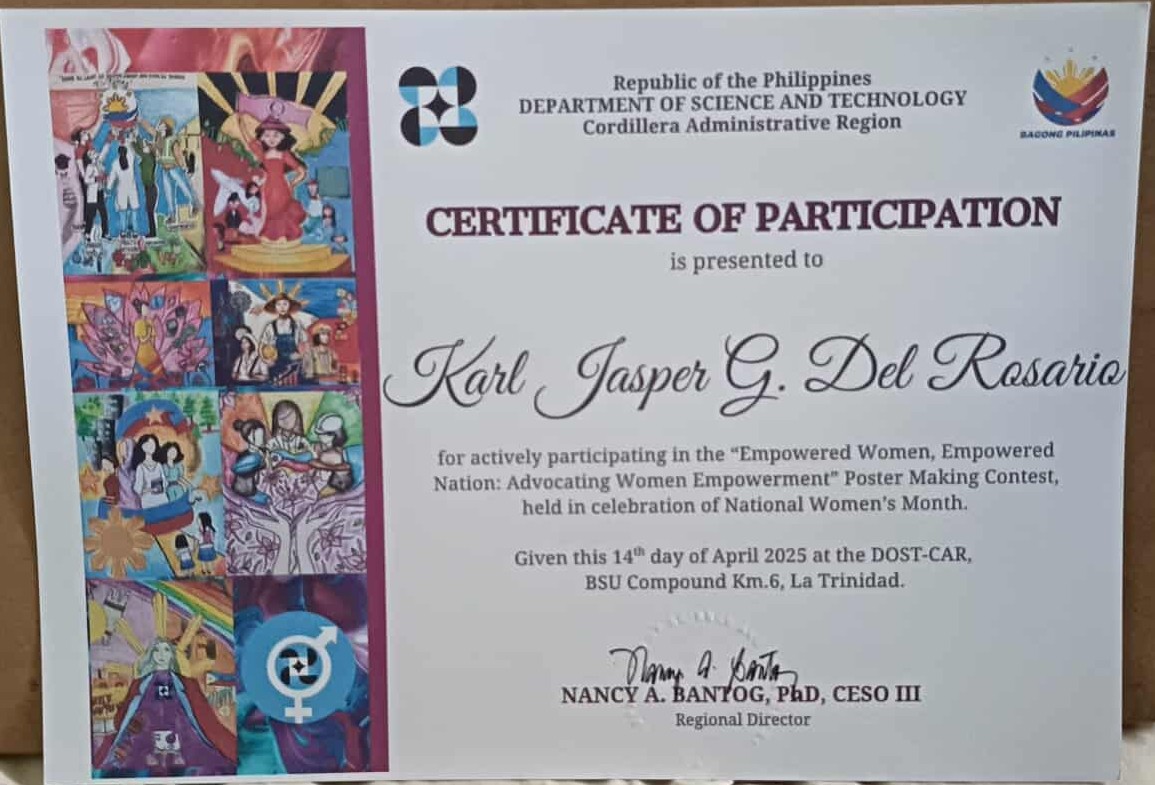 Republic of the Philippines
DEPARTMENT OF SCIENCE AND TECHNOLOGY
Cordillera Administrative Region
BAGONG PILIPINAS
CERTIFICATE OF PARTICIPATION
is presented to
Karl Jasper G. Del Rosario
for actively participating in the “Empowered Women, Empowered
Nation: Advocating Women Empowerment” Poster Making Contest,
held in celebration of National Women’s Month.
Given this 14th day of April 2025 at the DOST-CAR,
BSU Compound Km.6, La Trinidad.
NANCY A. BANTOG, PhD, CESO III
Regional Director